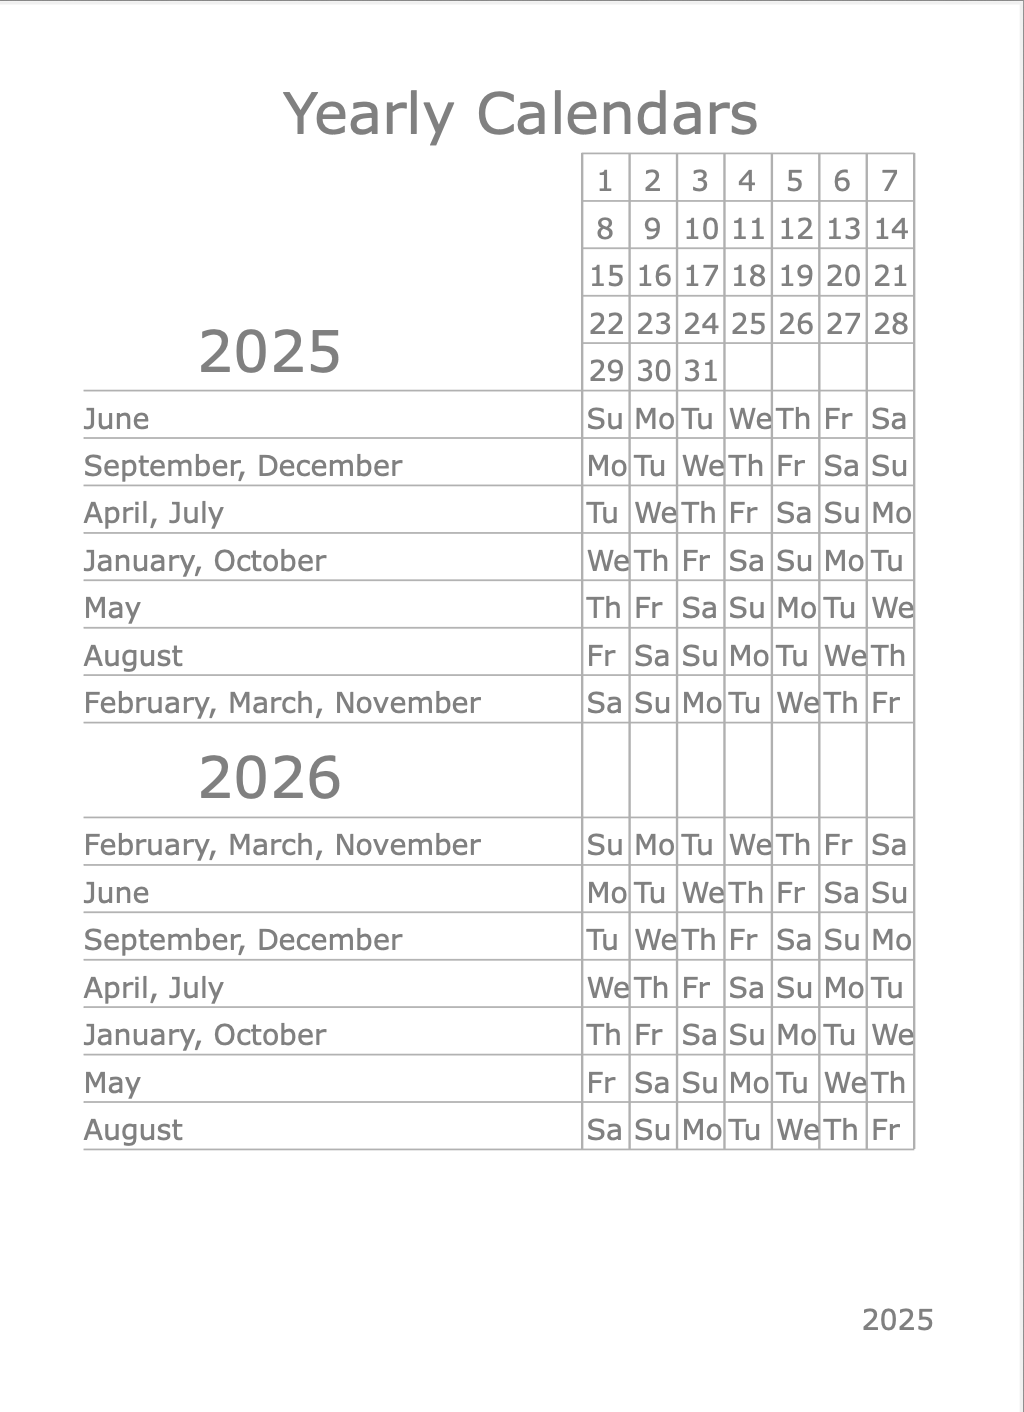 Yearly Calendars
1 2 3 4 5 6 7
8 9 10 11 12 13 14
15 16 17 18 19 20 21
22 23 24 25 26 27 28
2025
29 30 31
June Su Mo Tu We Th Fr Sa
September, December Mo Tu We Th Fr Sa Su
April, July Tu We Th Fr Sa Su Mo
January, October We Th Fr Sa Su Mo Tu
May Th Fr Sa Su Mo Tu We
August Fr Sa Su Mo Tu We Th
February, March, November Sa Su Mo Tu We Th Fr
2026
February, March, November Su Mo Tu We Th Fr Sa
June Mo Tu We Th Fr Sa Su
September, December Tu We Th Fr Sa Su Mo
April, July We Th Fr Sa Su Mo Tu
January, October Th Fr Sa Su Mo Tu We
May Fr Sa Su Mo Tu We Th
August Sa Su Mo Tu We Th Fr
2025